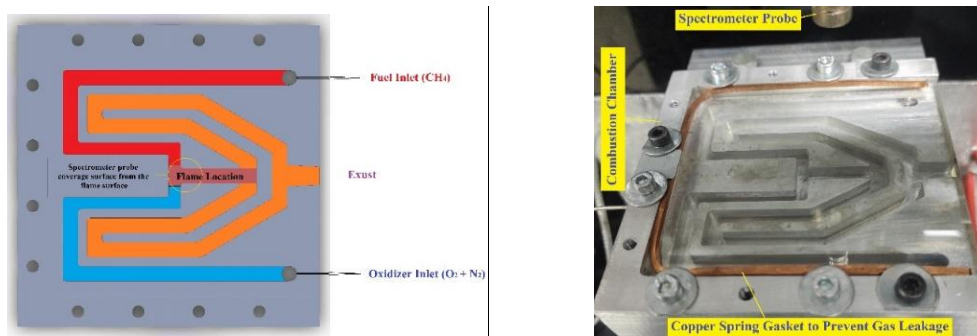 Fuel Inlet (CH₄)
Spectrometer probe
coverage surface from the
flame surface
Flame Location
Exust
Oxidizer Inlet (O₂ + N₂)
Spectrometer Probe
Combustion Chamber
Copper Spring Gasket to Prevent Gas Leakage